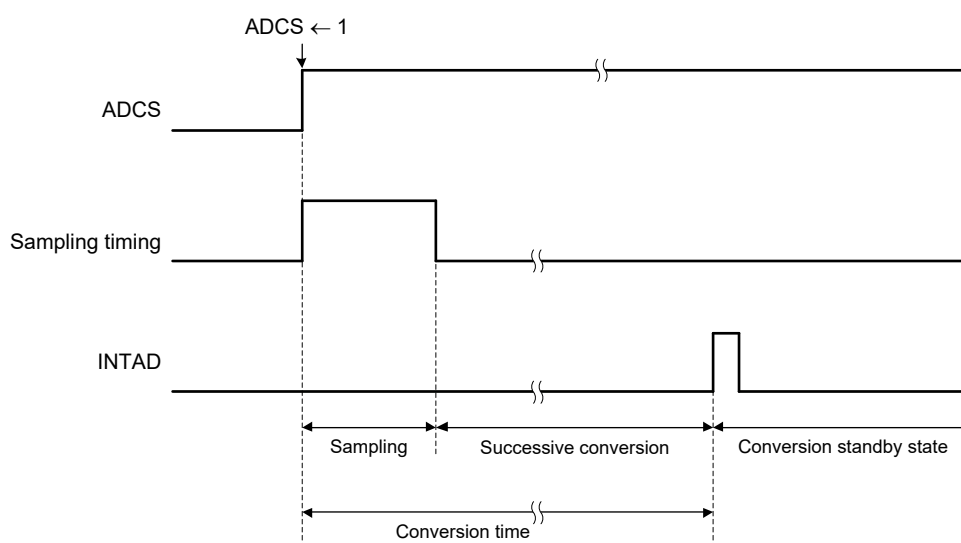 ADCS ← 1
ADCS
Sampling timing
INTAD
Sampling
Successive conversion
Conversion standby state
Conversion time